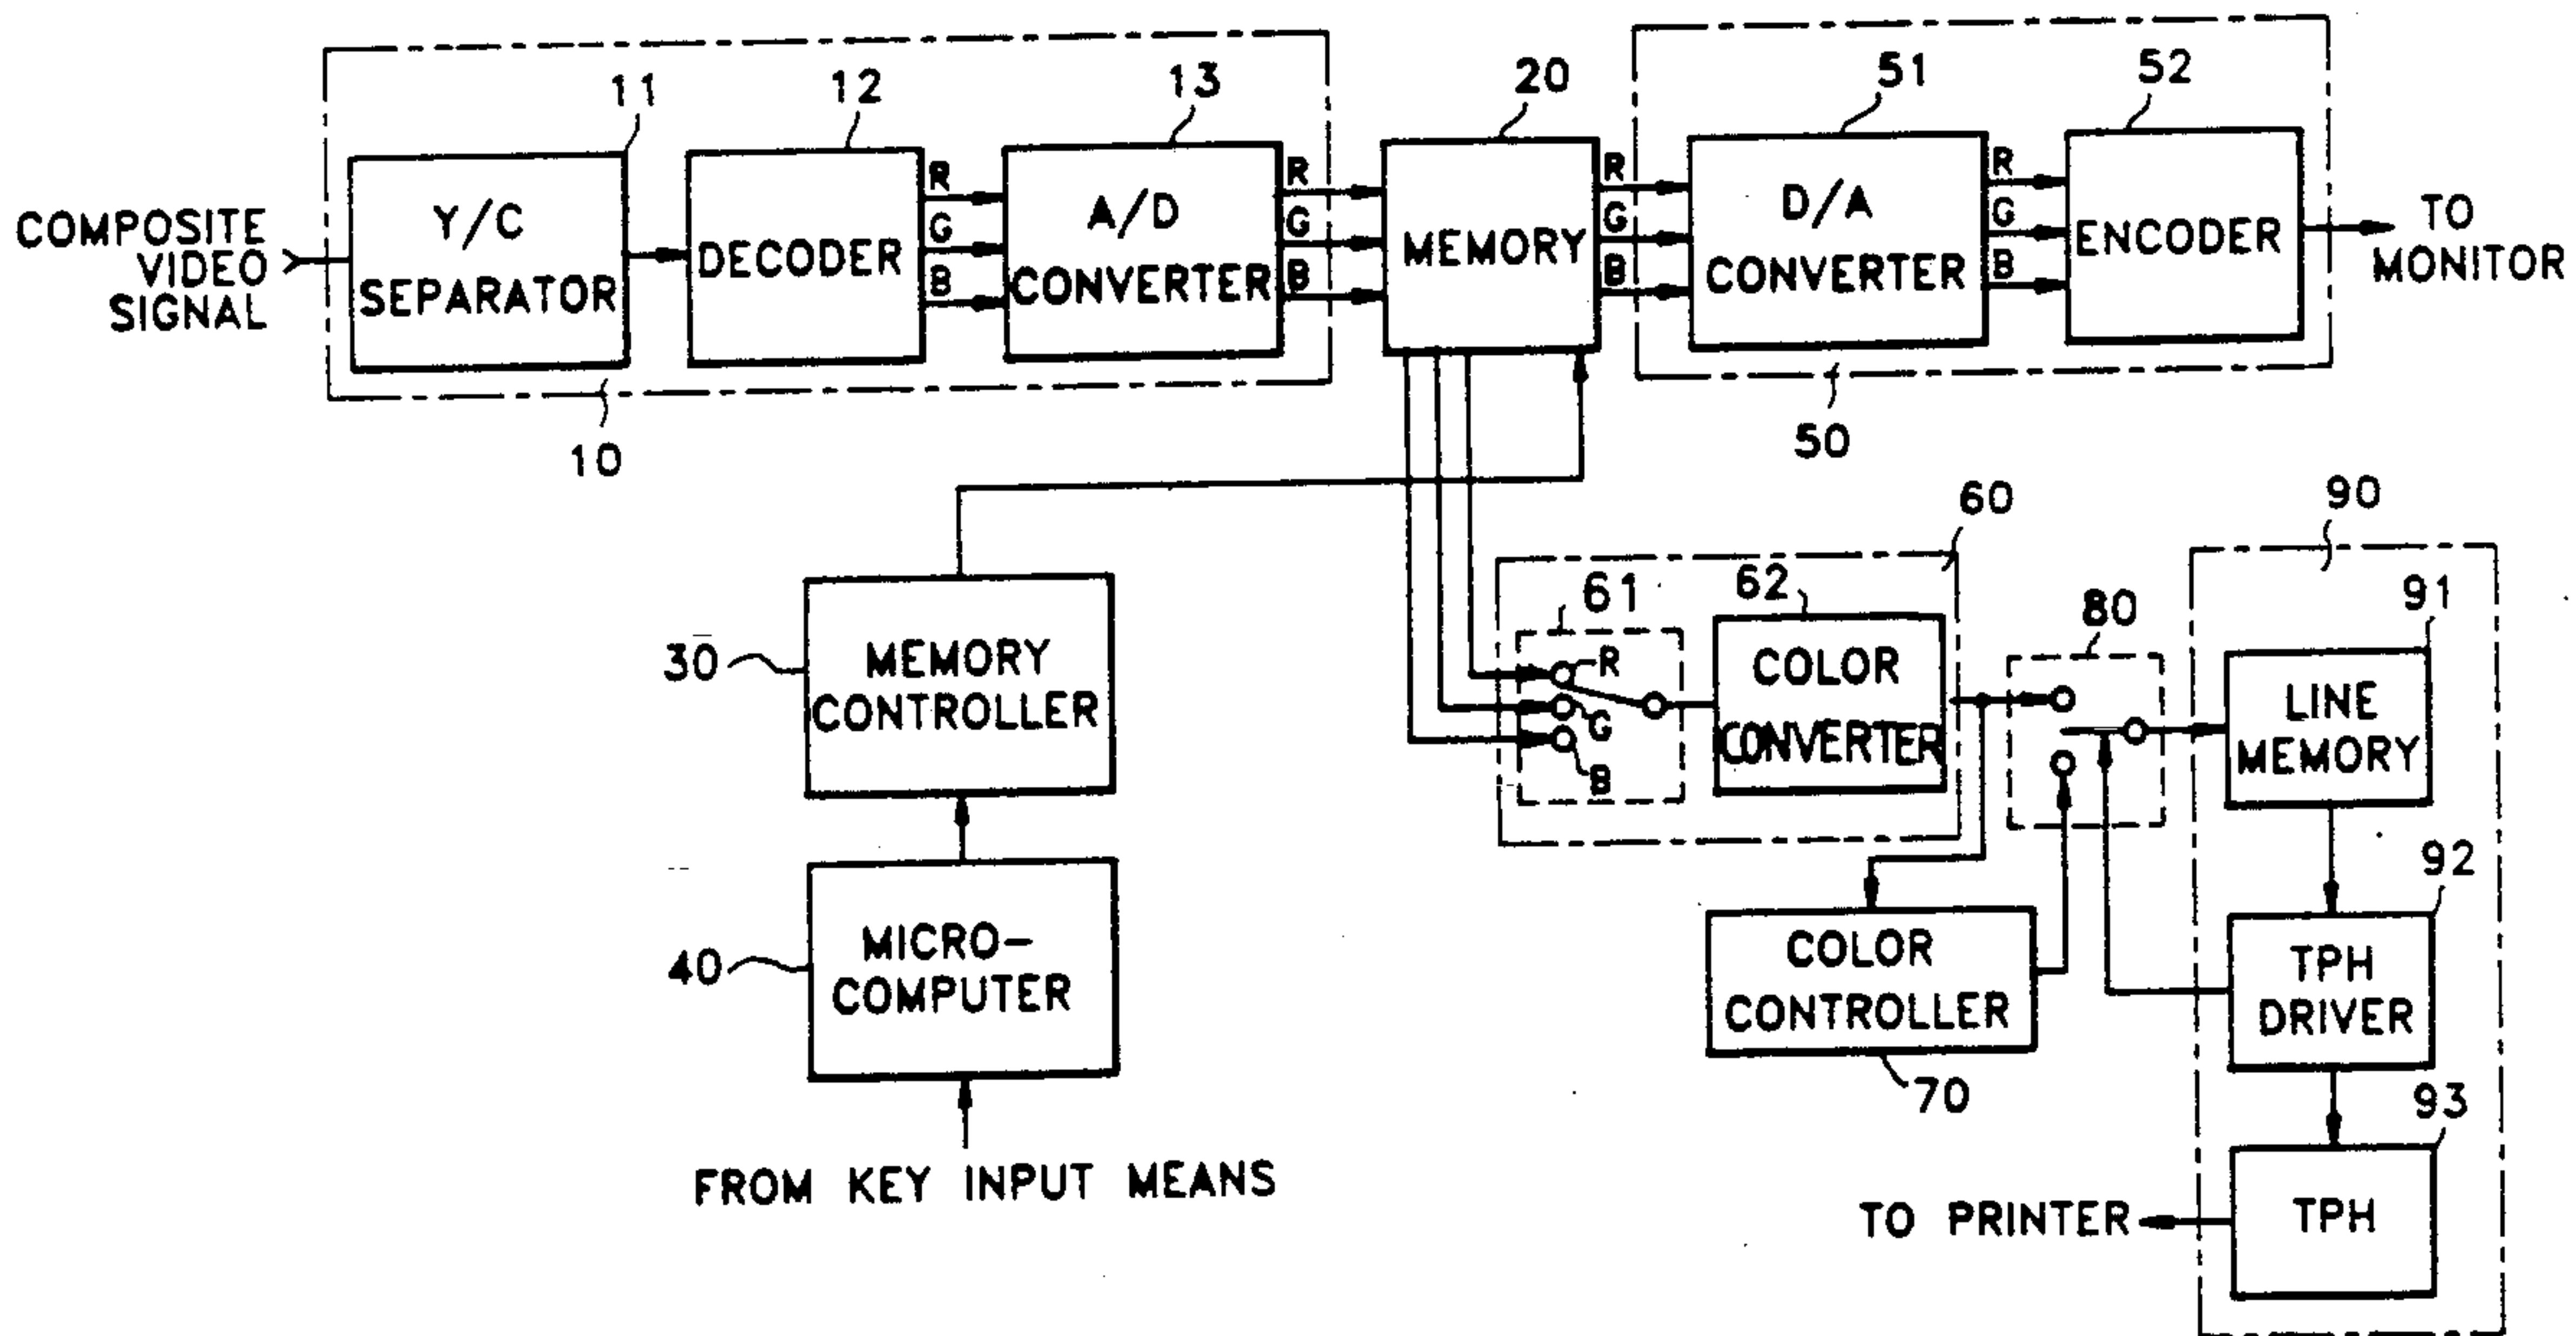 11
12
13
20
51
52
COMPOSITE
VIDEO
SIGNAL
Y/C
SEPARATOR
DECODER
R
G
B
A/D
CONVERTER
R
G
B
MEMORY
R
G
B
D/A
CONVERTER
R
G
B
ENCODER
TO
MONITOR
10
50
60
90
30
MEMORY
CONTROLLER
61
R
G
B
62
COLOR
CONVERTER
80
91
LINE
MEMORY
40
MICRO-
COMPUTER
COLOR
CONTROLLER
70
92
TPH
DRIVER
93
TPH
FROM KEY INPUT MEANS
TO PRINTER